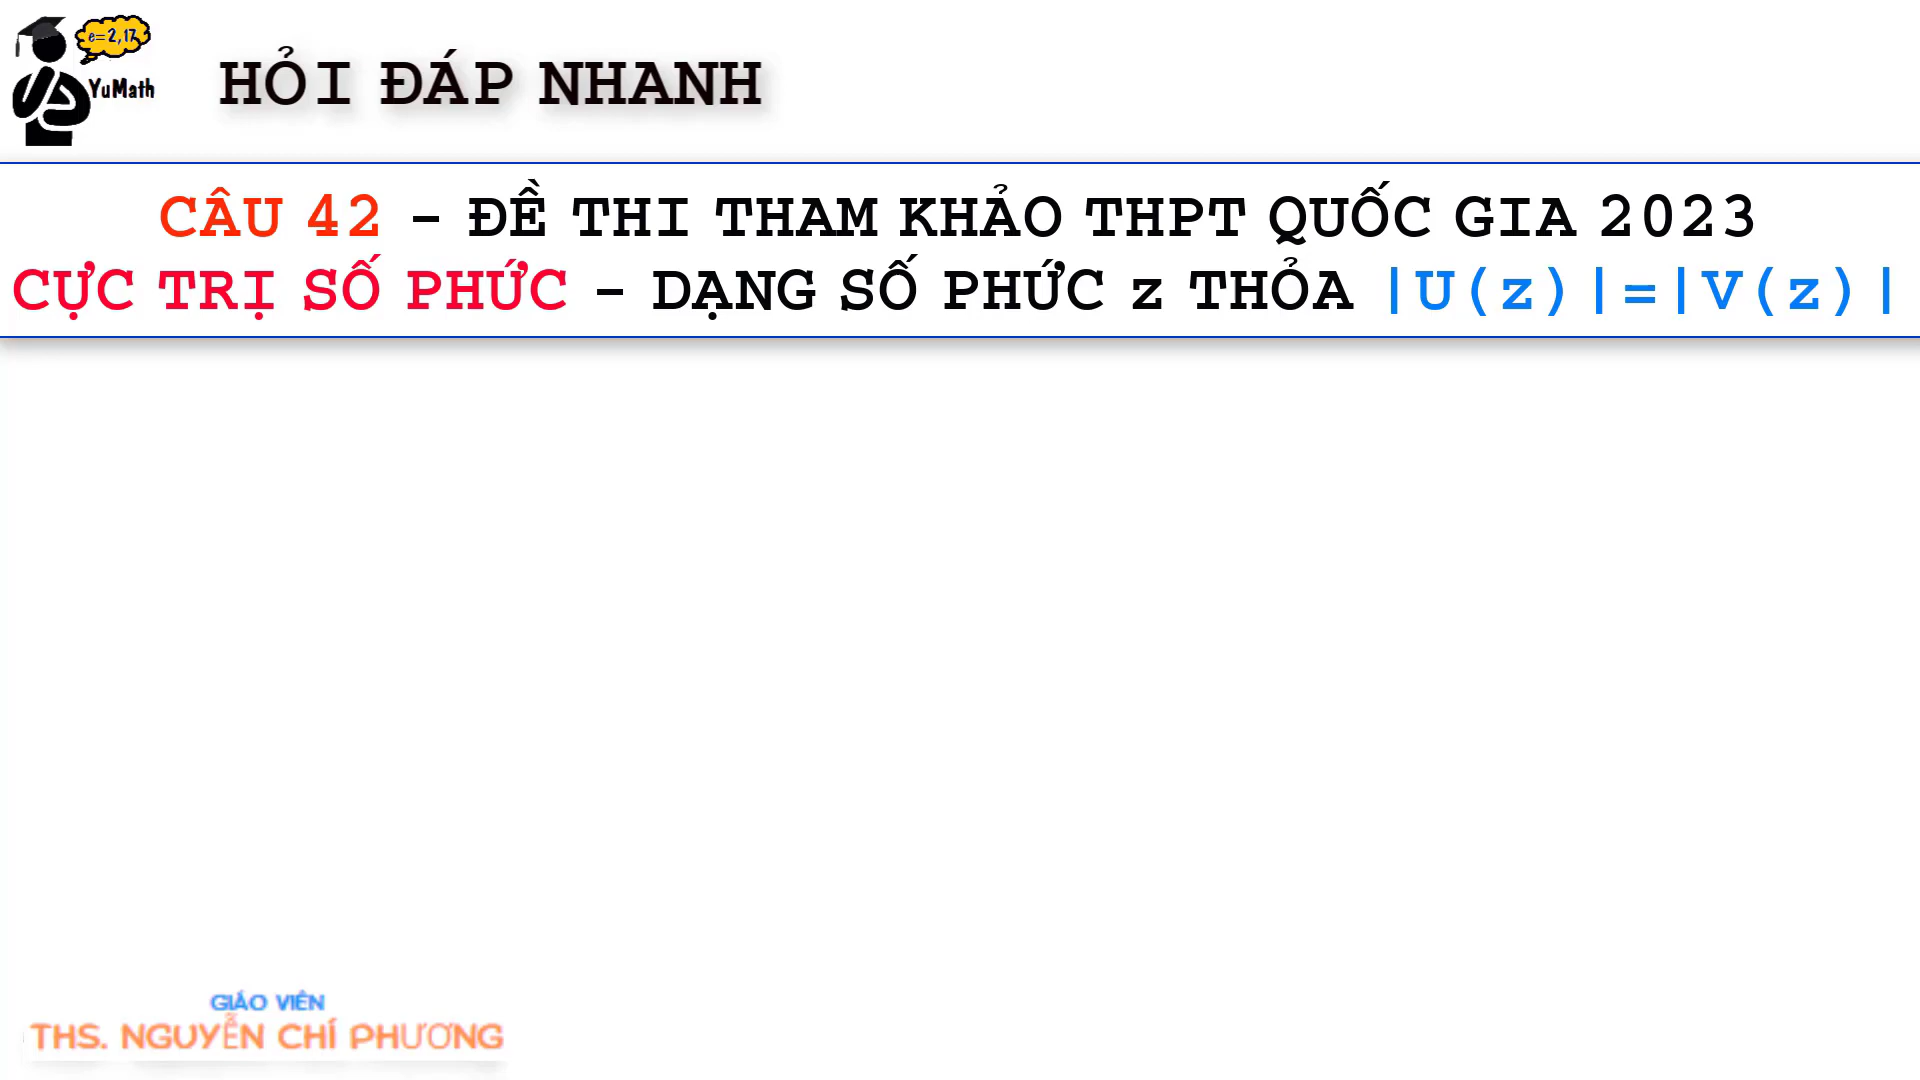 e=2,17
YuMath
HỎI ĐÁP NHANH
CÂU 42 - ĐỀ THI THAM KHẢO THPT QUỐC GIA 2023
CỰC TRỊ SỐ PHỨC - DẠNG SỐ PHỨC z THỎA |U(z)|=|V(z)|
GIÁO VIÊN
THS. NGUYỄN CHÍ PHƯƠNG